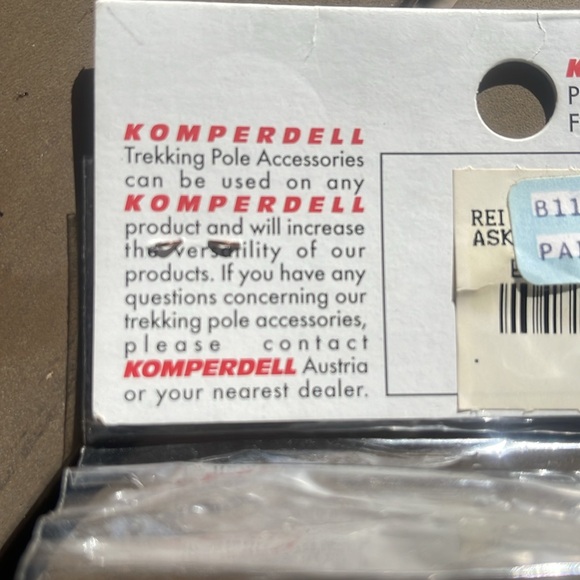 KOMPERDELL
Trekking Pole Accessories
can be used on any
KOMPERDELL
product and will increase
the versatility of our
products. If you have any
questions concerning our
trekking pole accessories,
please contact
KOMPERDELL Austria
or your nearest dealer.
REI
ASK
B11
PA